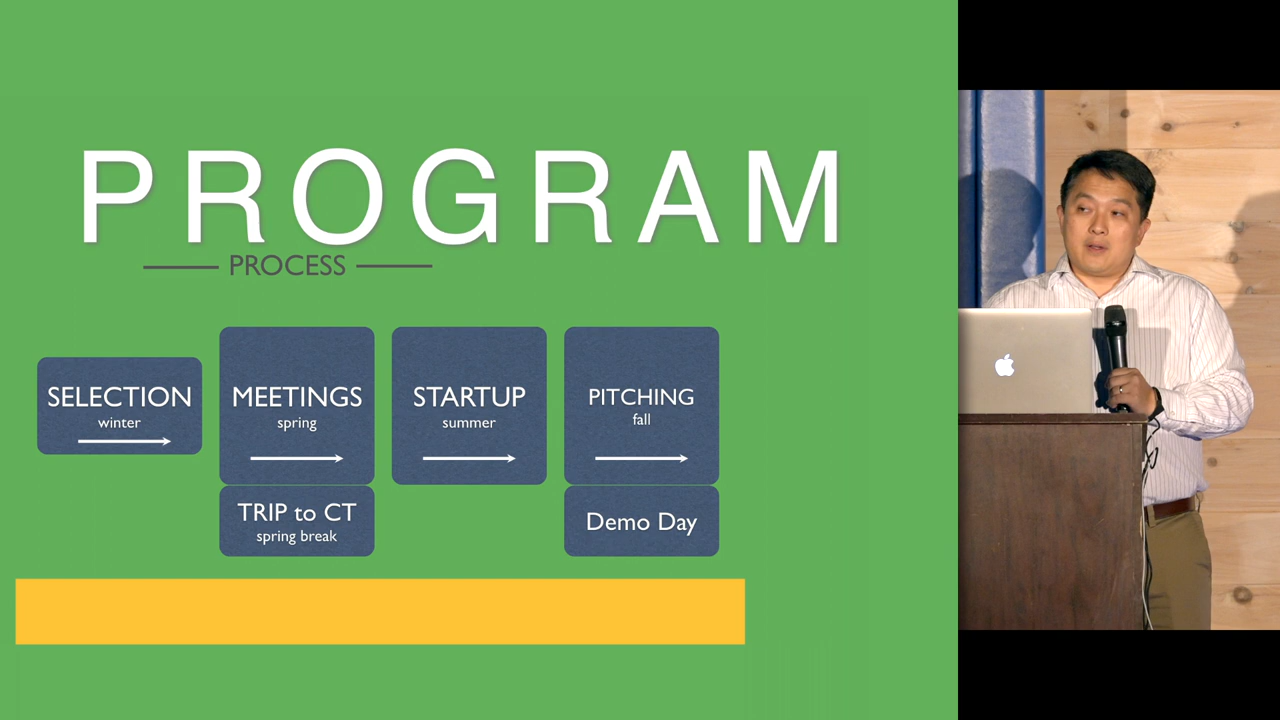 PROGRAM
PROCESS
SELECTION
winter
MEETINGS
spring
STARTUP
summer
PITCHING
fall
TRIP to CT
spring break
Demo Day